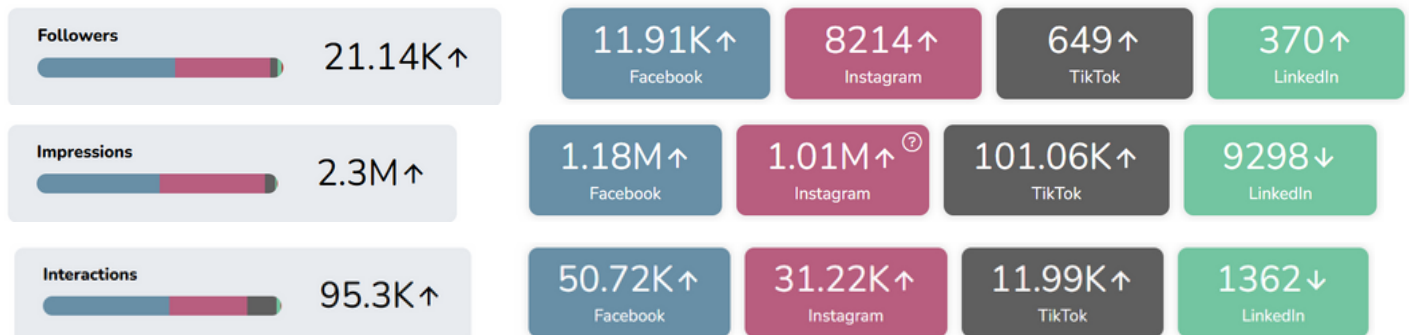 Followers
21.14K↑
11.91K↑
Facebook
8214↑
Instagram
649↑
TikTok
370↑
LinkedIn
Impressions
2.3M↑
1.18M↑
Facebook
1.01M↑ ?
Instagram
101.06K↑
TikTok
9298↓
LinkedIn
Interactions
95.3K↑
50.72K↑
Facebook
31.22K↑
Instagram
11.99K↑
TikTok
1362↓
LinkedIn